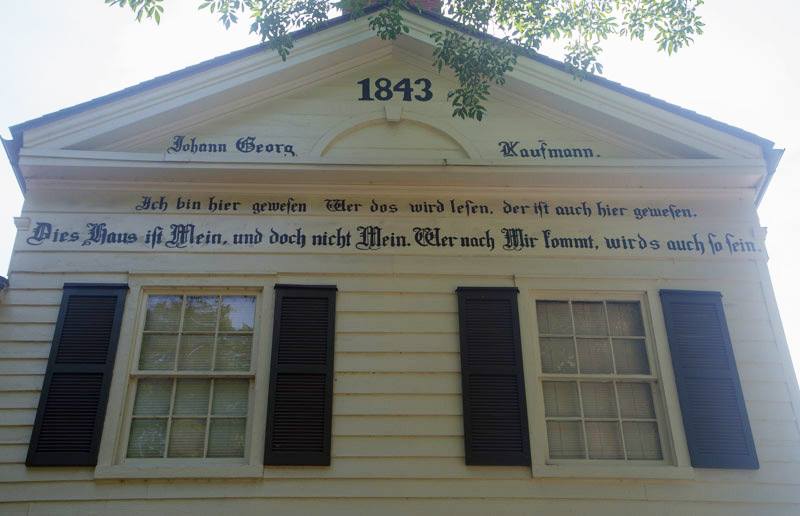 1843
Johann Georg Kaufmann.
Ich bin hier gewesen Wer dos wird lesen. der ist auch hier gewesen.
Dies Haus ist Mein, und doch nicht Mein. Wer nach Mir kommt, wirds auch so sein.